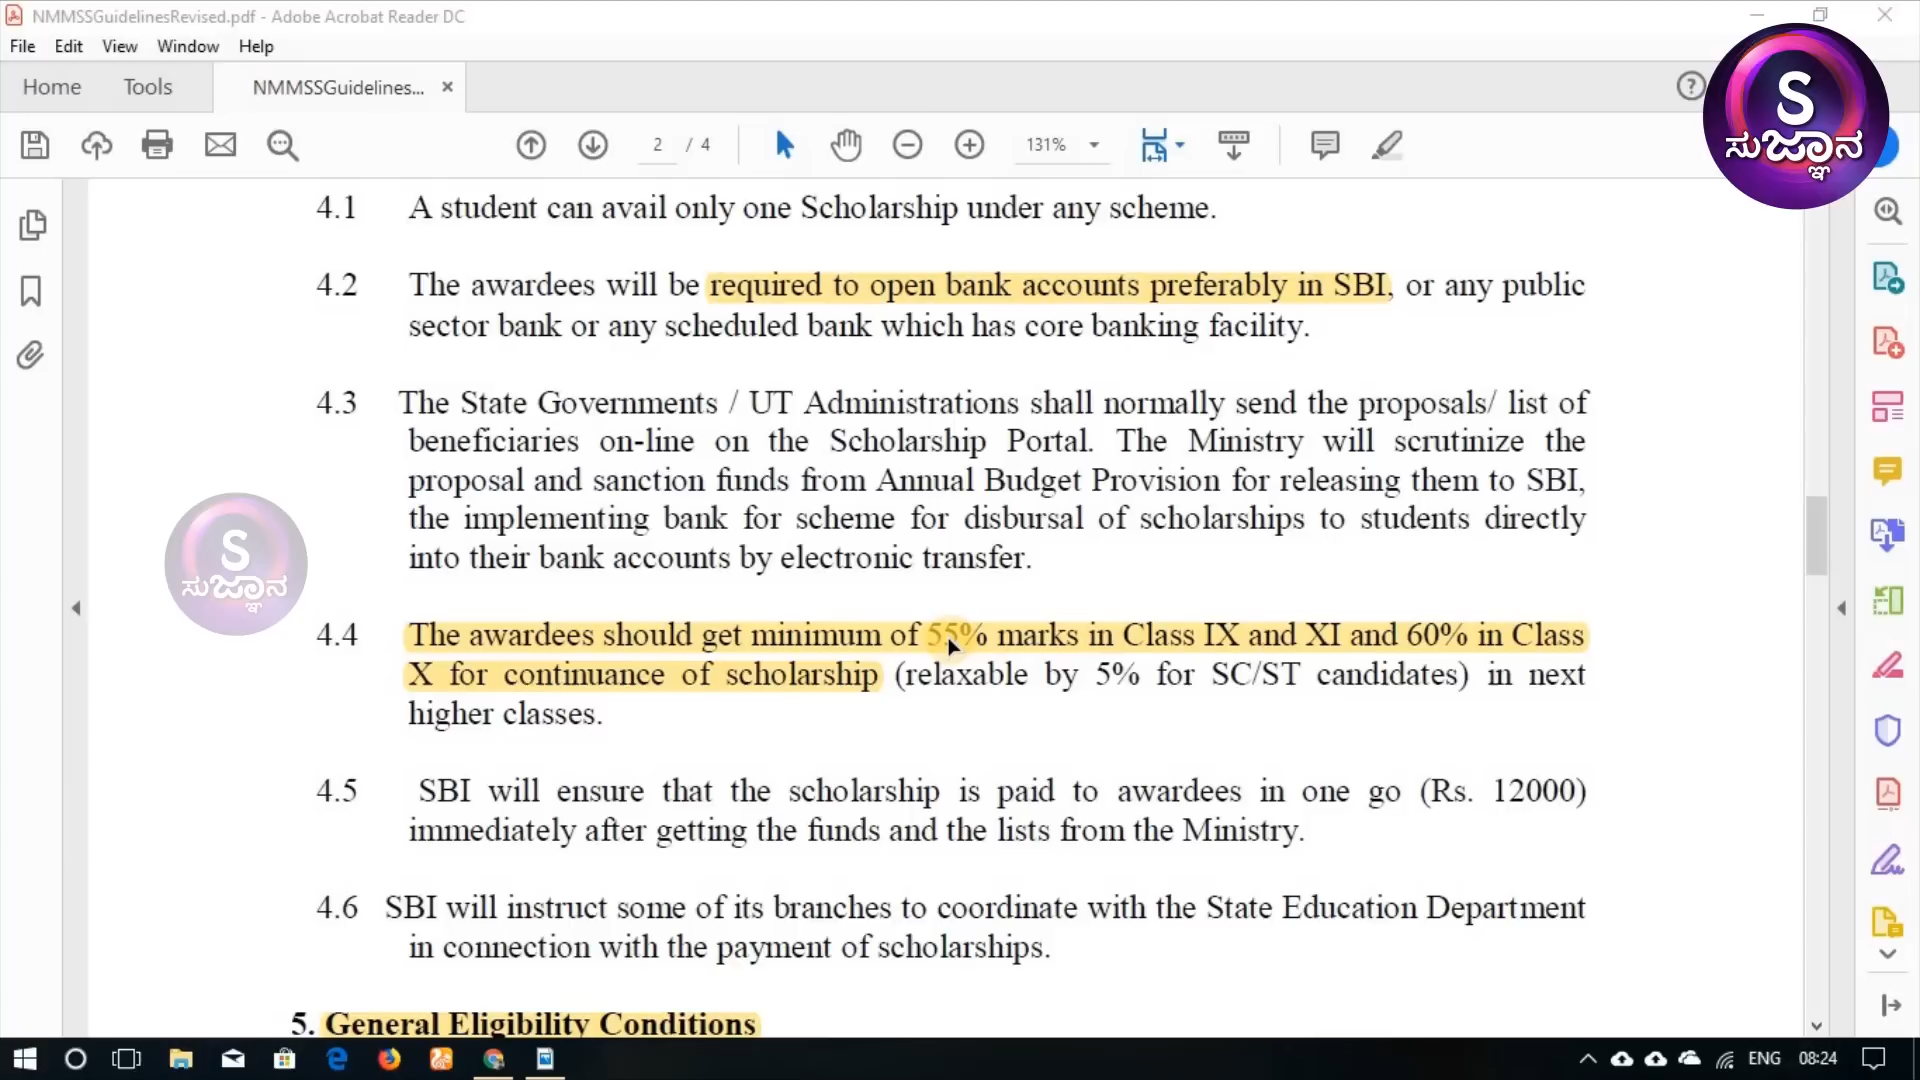 NMMSSGuidelinesRevised.pdf - Adobe Acrobat Reader DC
File Edit View Window Help
Home Tools NMMSSGuidelines... ×
2 / 4 131%
S
ಸುಜ್ಞಾನ
4.1 A student can avail only one Scholarship under any scheme.
4.2 The awardees will be required to open bank accounts preferably in SBI, or any public
sector bank or any scheduled bank which has core banking facility.
4.3 The State Governments / UT Administrations shall normally send the proposals/ list of
beneficiaries on-line on the Scholarship Portal. The Ministry will scrutinize the
proposal and sanction funds from Annual Budget Provision for releasing them to SBI,
the implementing bank for scheme for disbursal of scholarships to students directly
into their bank accounts by electronic transfer.
S
ಸುಜ್ಞಾನ
4.4 The awardees should get minimum of 55% marks in Class IX and XI and 60% in Class
X for continuance of scholarship (relaxable by 5% for SC/ST candidates) in next
higher classes.
4.5 SBI will ensure that the scholarship is paid to awardees in one go (Rs. 12000)
immediately after getting the funds and the lists from the Ministry.
4.6 SBI will instruct some of its branches to coordinate with the State Education Department
in connection with the payment of scholarships.
5. General Eligibility Conditions
ENG 08:24